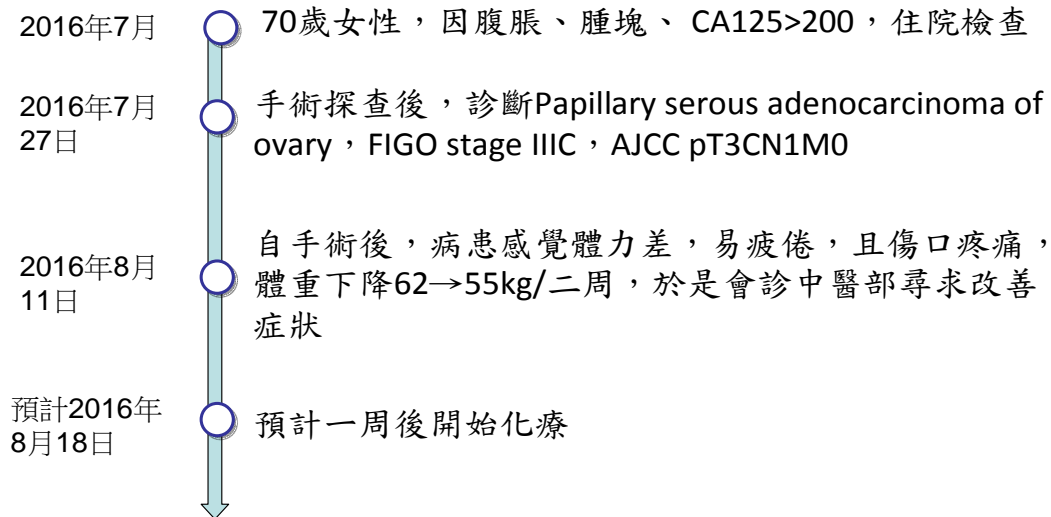 2016年7月
70歲女性，因腹脹、腫塊、 CA125>200，住院檢查
2016年7月
27日
手術探查後，診斷Papillary serous adenocarcinoma of
ovary，FIGO stage IIIC，AJCC pT3CN1M0
2016年8月
11日
自手術後，病患感覺體力差，易疲倦，且傷口疼痛，
體重下降62→55kg/二周，於是會診中醫部尋求改善
症狀
預計2016年
8月18日
預計一周後開始化療